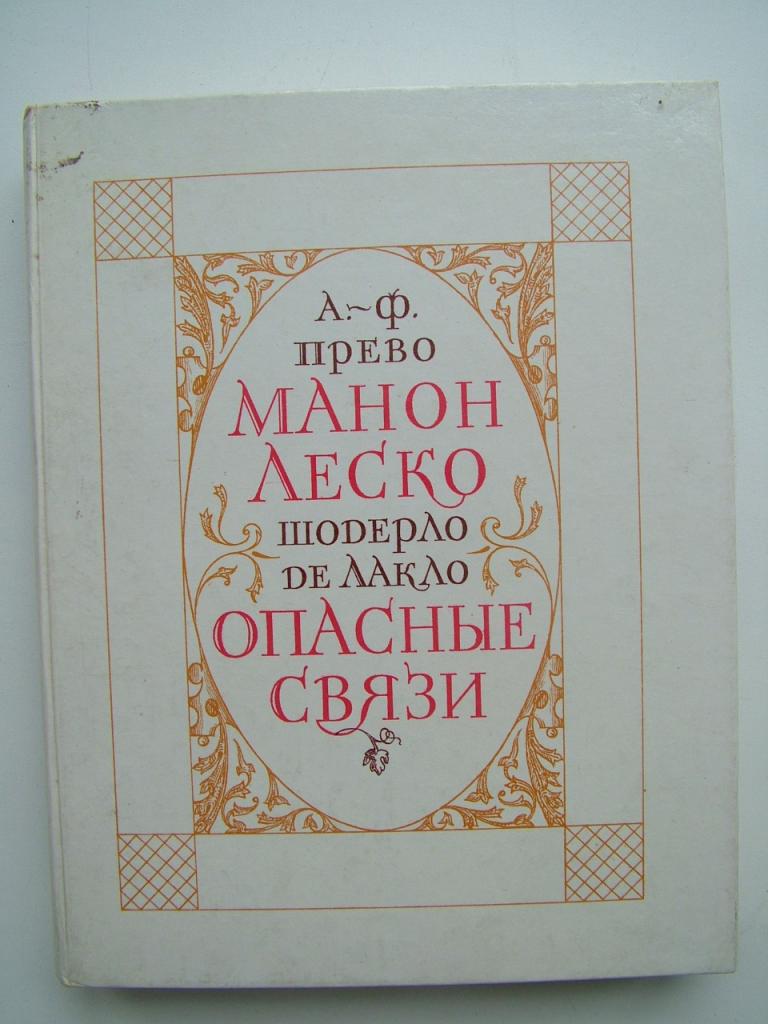 А.~Ф.
ПРЕВО
МАНОН
ЛЕСКО
ШОДЕРЛО
ДЕ ЛАКЛО
ОПАСНЫЕ
СВЯЗИ